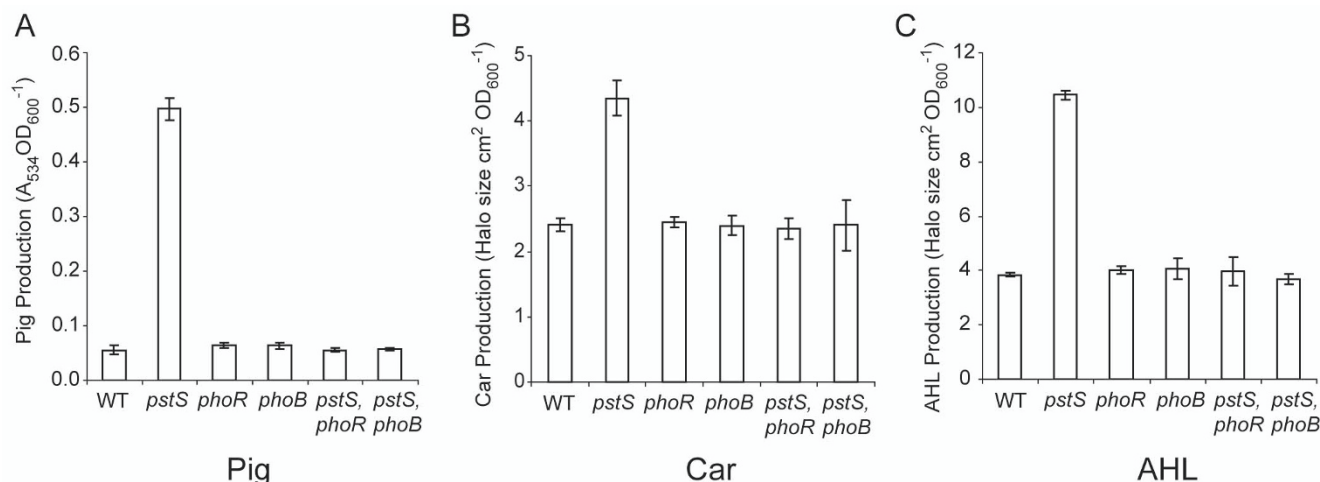 A
Pig Production (A534OD600-1)
0.6
0.5
0.4
0.3
0.2
0.1
0.0
WT pstS phoR phoB pstS, pstS,
phoR phoB
Pig
B
Car Production (Halo size cm2 OD600-1)
5
4
3
2
1
0
WT pstS phoR phoB pstS, pstS,
phoR phoB
Car
C
AHL Production (Halo size cm2 OD600-1)
12
10
8
6
4
2
0
WT pstS phoR phoB pstS, pstS,
phoR phoB
AHL